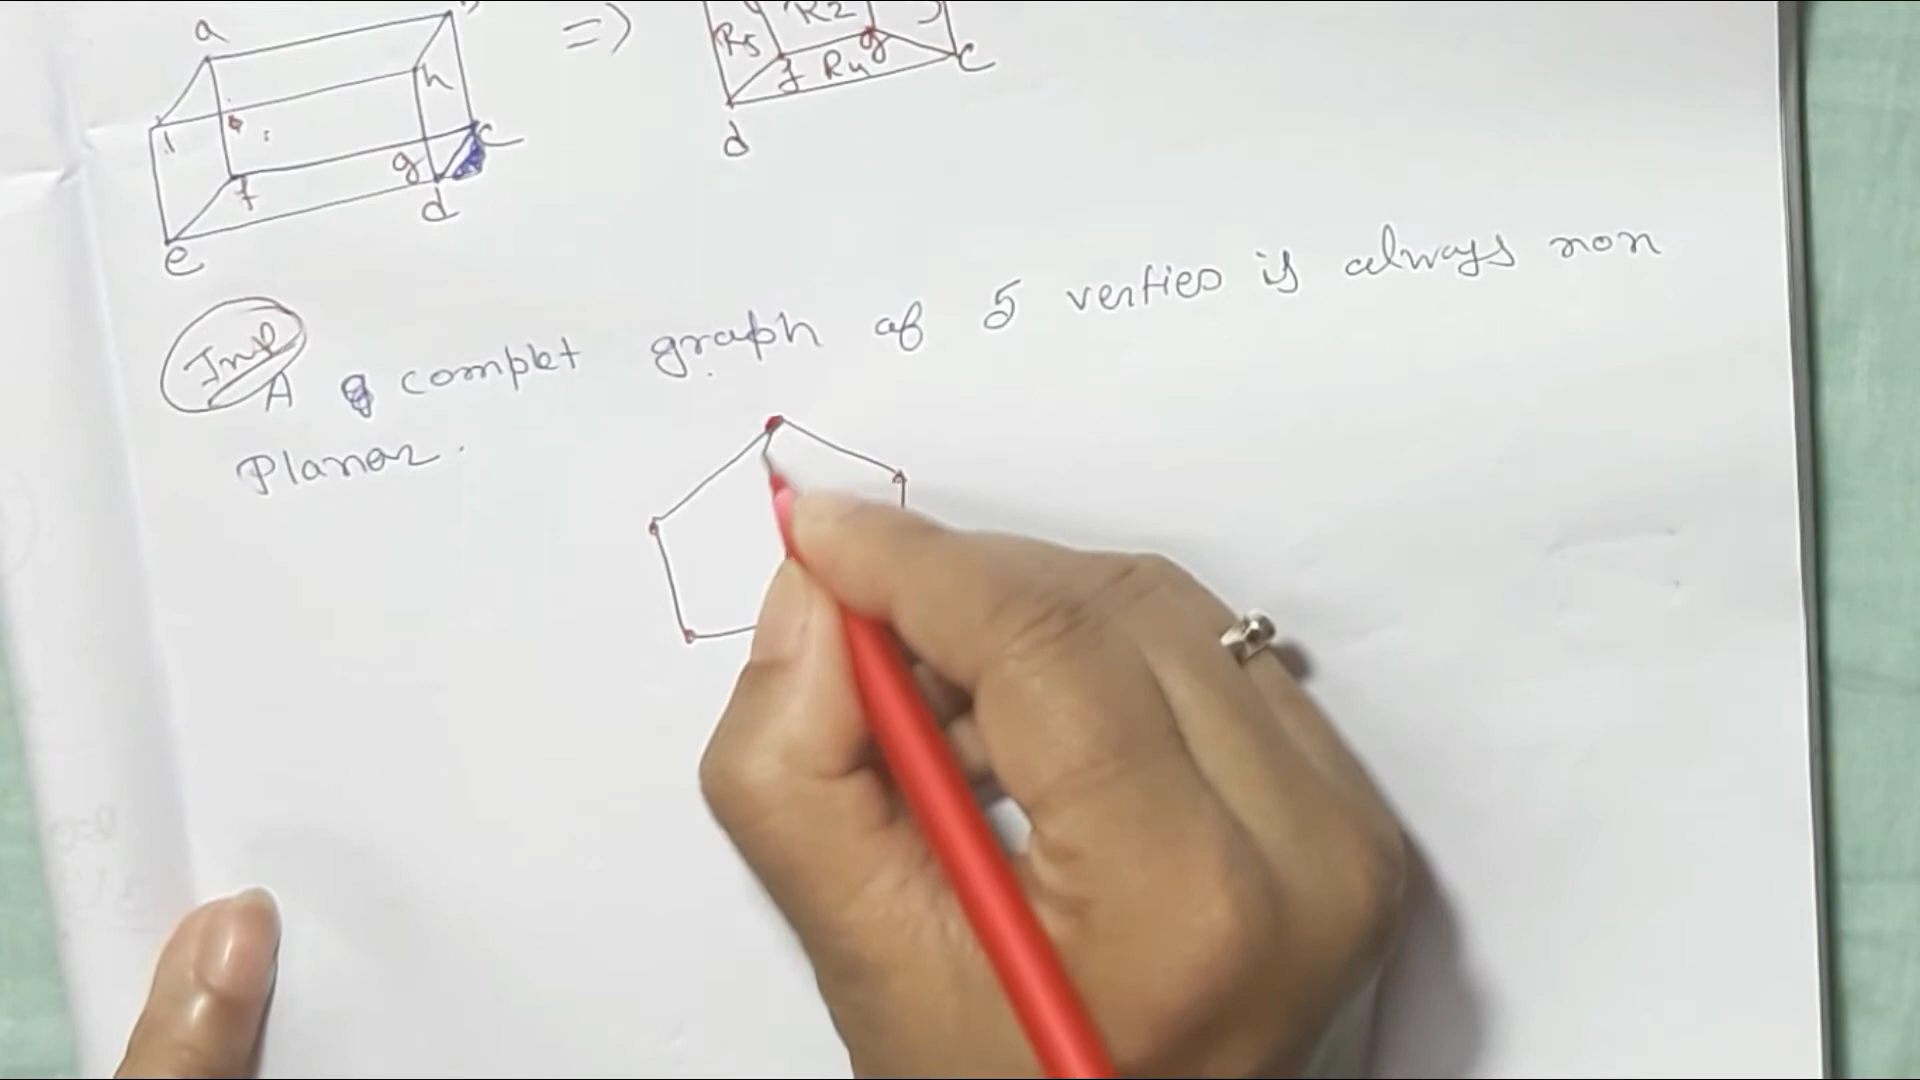 a
h
c
g
f
d
e
=>
R2
R5
g
f R4
c
d
Imp
A complet graph of 5 verties is always non
Planar.